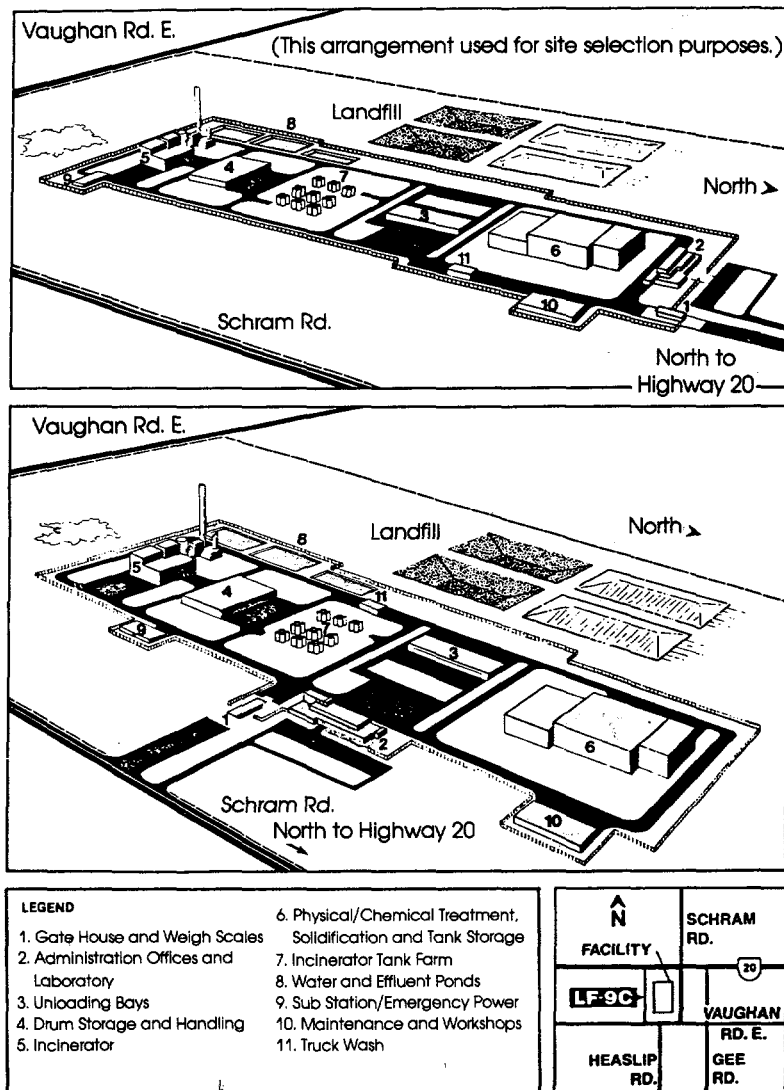 Vaughan Rd. E.
(This arrangement used for site selection purposes.)
Landfill
8
5
4
7
North
9
3
2
11
6
10
1
Schram Rd.
North to
Highway 20
Vaughan Rd. E.
Landfill
North
8
5
4
11
7
9
3
1
2
6
10
Schram Rd.
North to Highway 20
LEGEND
1. Gate House and Weigh Scales
2. Administration Offices and
Laboratory
3. Unloading Bays
4. Drum Storage and Handling
5. Incinerator
6. Physical/Chemical Treatment,
Solidification and Tank Storage
7. Incinerator Tank Farm
8. Water and Effluent Ponds
9. Sub Station/Emergency Power
10. Maintenance and Workshops
11. Truck Wash
N
FACILITY
SCHRAM
RD.
20
LF-9C
VAUGHAN
RD. E.
HEASLIP
RD.
GEE
RD.